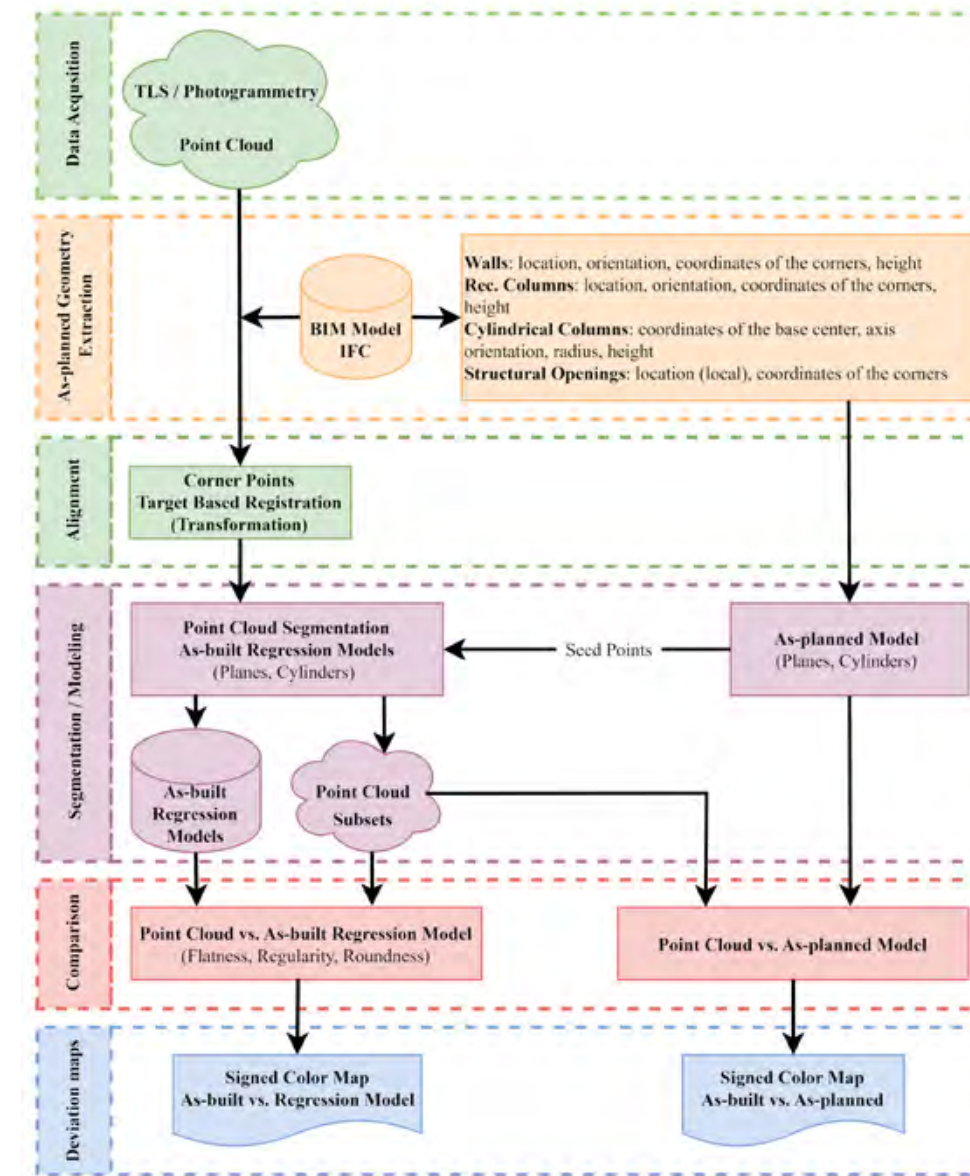 Data Acqusition
TLS / Photogrammetry
Point Cloud
As-planned Geometry
Extraction
BIM Model
IFC
Walls: location, orientation, coordinates of the corners, height
Rec. Columns: location, orientation, coordinates of the corners,
height
Cylindrical Columns: coordinates of the base center, axis
orientation, radius, height
Structural Openings: location (local), coordinates of the corners
Alignment
Corner Points
Target Based Registration
(Transformation)
Segmentation / Modeling
Point Cloud Segmentation
As-built Regression Models
(Planes, Cylinders)
Seed Points
As-planned Model
(Planes, Cylinders)
As-built
Regression
Models
Point Cloud
Subsets
Comparison
Point Cloud vs. As-built Regression Model
(Flatness, Regularity, Roundness)
Point Cloud vs. As-planned Model
Deviation maps
Signed Color Map
As-built vs. Regression Model
Signed Color Map
As-built vs. As-planned